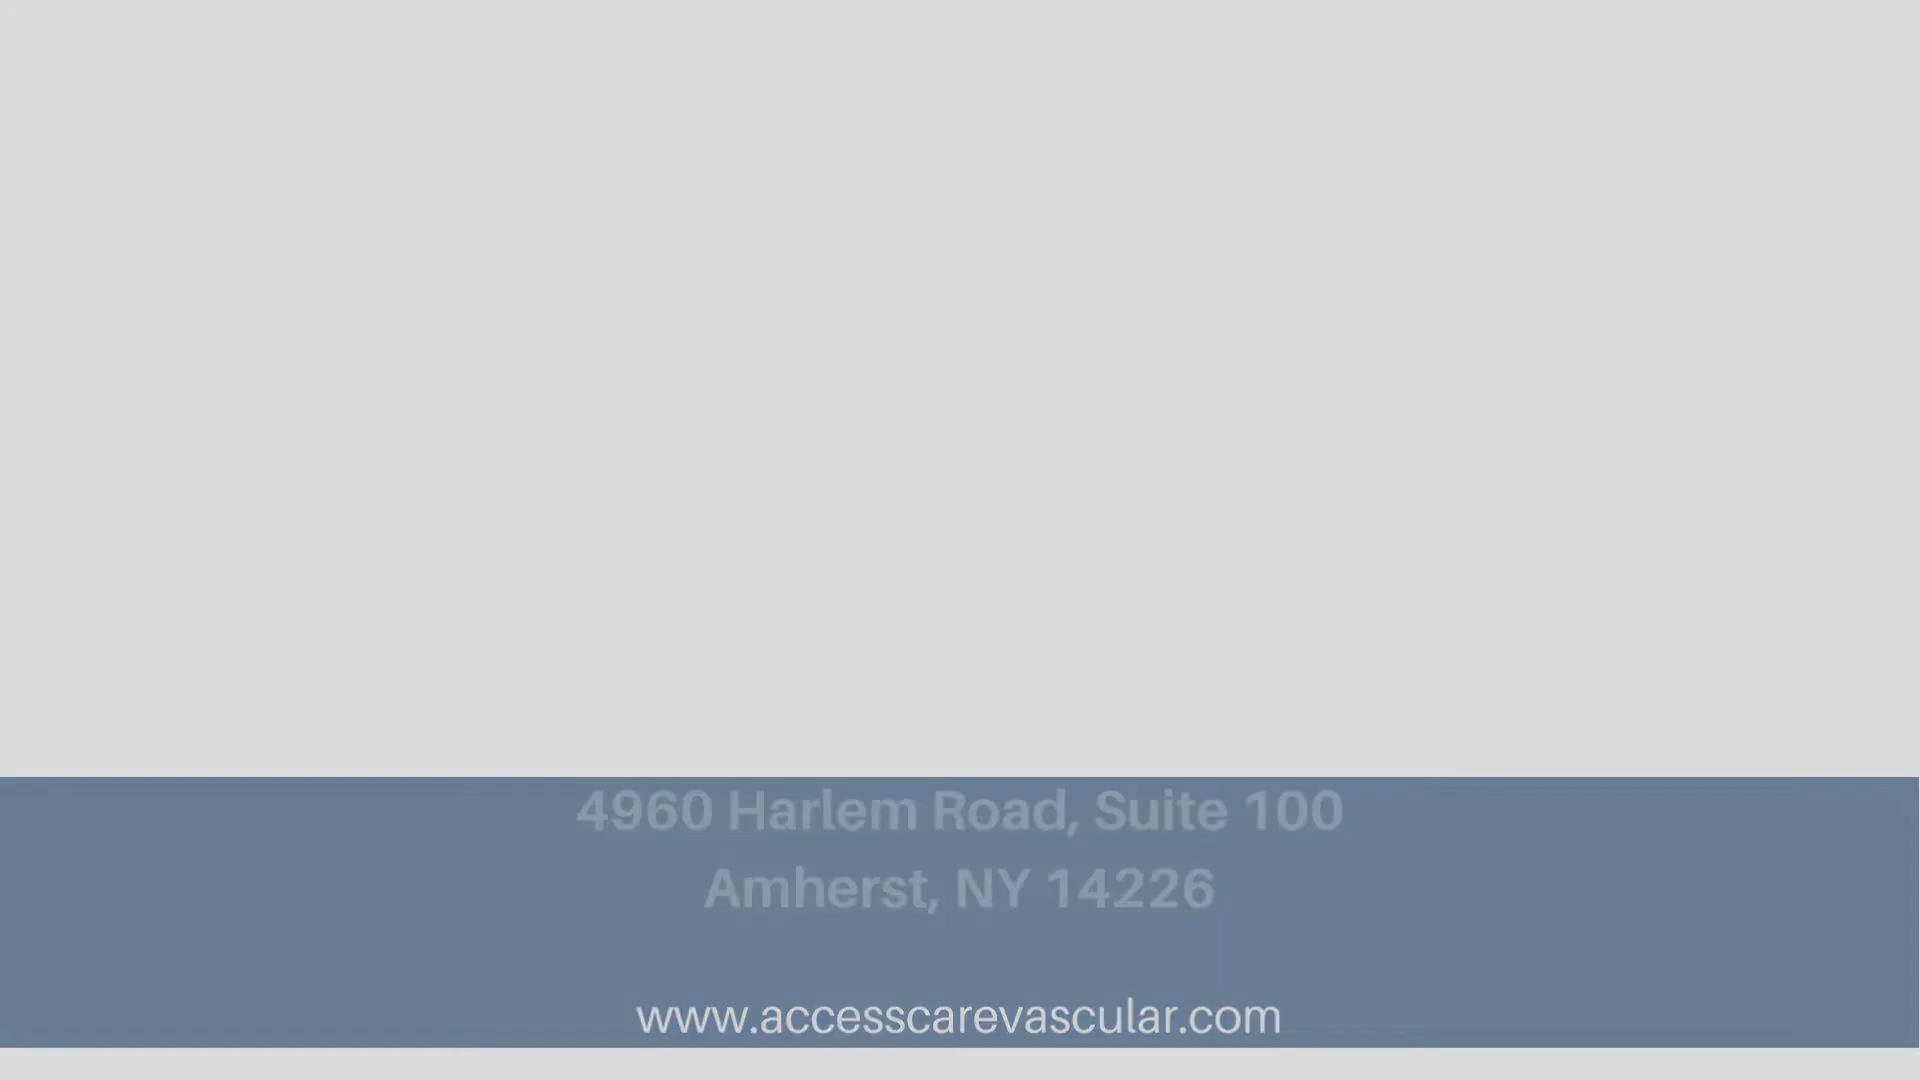 4960 Harlem Road, Suite 100
Amherst, NY 14226
www.accesscarevascular.com